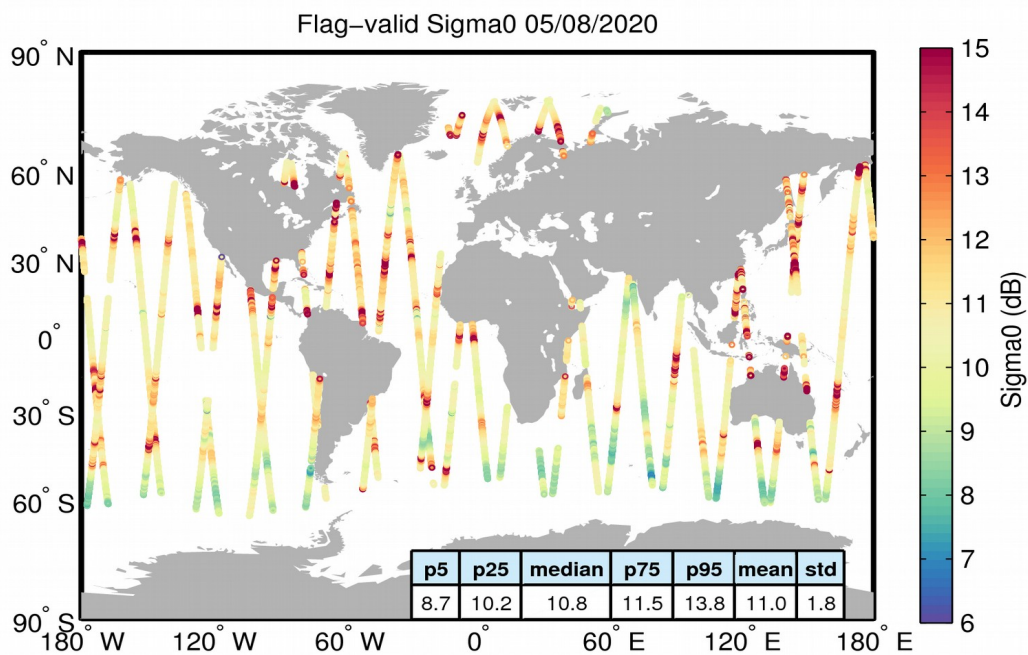 Flag−valid Sigma0 05/08/2020
90° N
60° N
30° N
0°
30° S
60° S
90° S
180° W
120° W
60° W
0°
60° E
120° E
180° E
p5 p25 median p75 p95 mean std
8.7 10.2 10.8 11.5 13.8 11.0 1.8
15
14
13
12
11
10
9
8
7
6
Sigma0 (dB)